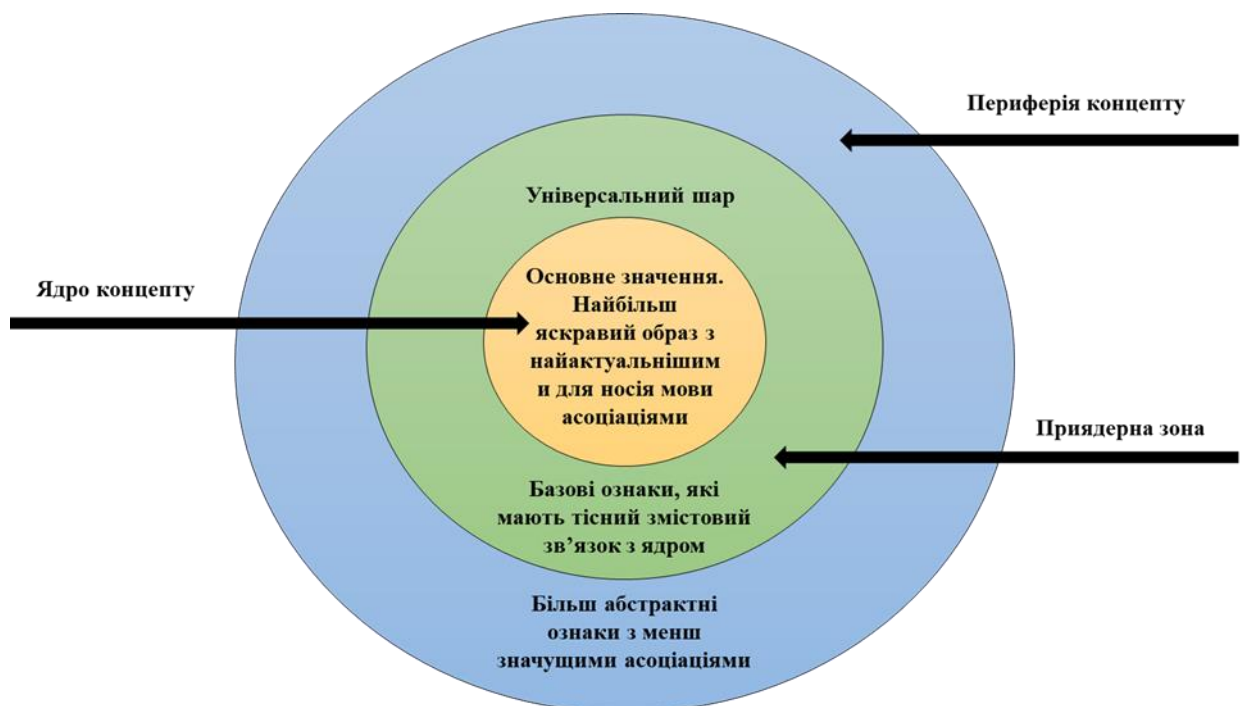 Периферія концепту
Універсальний шар
Ядро концепту
Основне значення.
Найбільш
яскравий образ з
найактуальнішим
и для носія мови
асоціаціями
Приядерна зона
Базові ознаки, які
мають тісний змістовий
зв’язок з ядром
Більш абстрактні
ознаки з менш
значущими асоціаціями